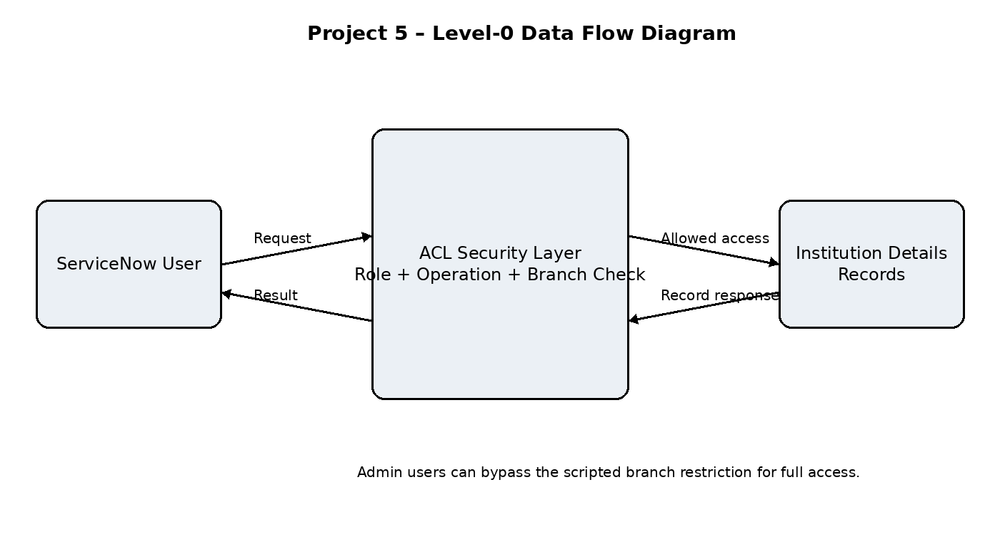 Project 5 – Level-0 Data Flow Diagram
ServiceNow User
Request
Result
ACL Security Layer
Role + Operation + Branch Check
Allowed access
Record response
Institution Details
Records
Admin users can bypass the scripted branch restriction for full access.